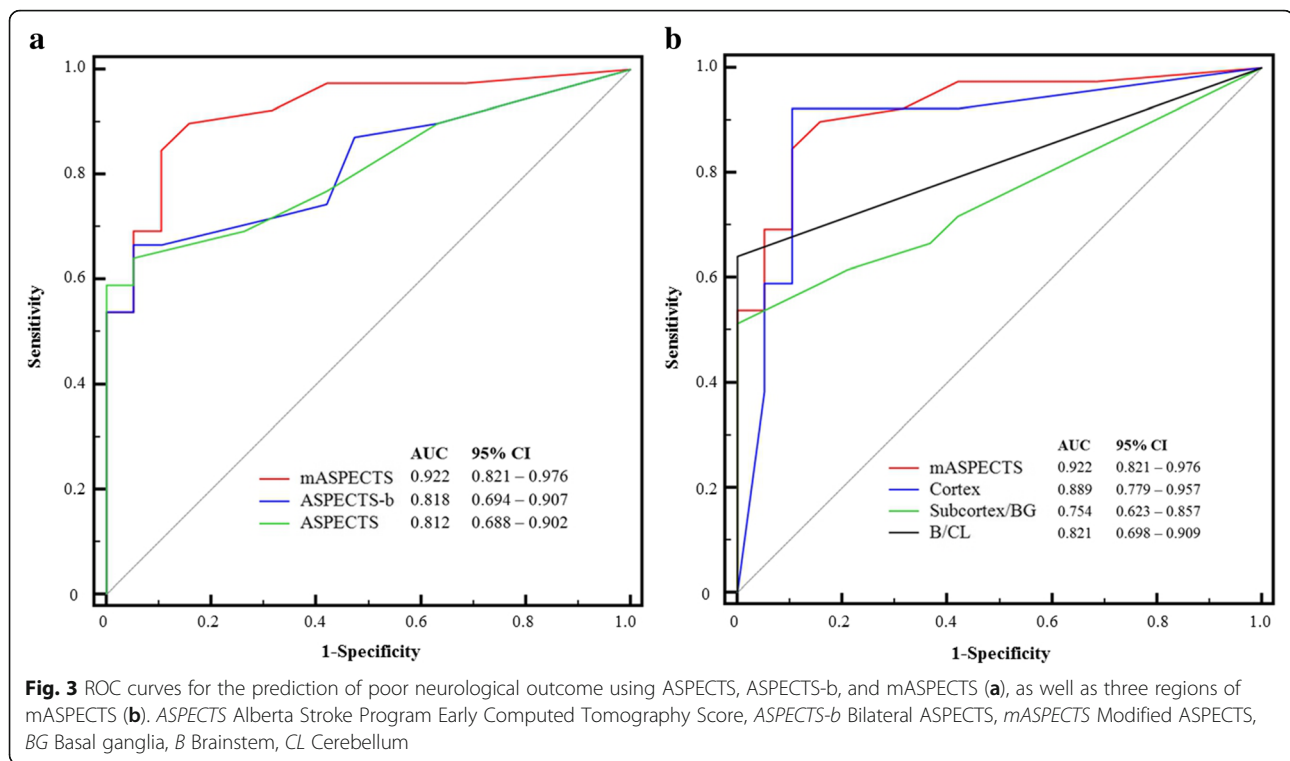 a
1.0
0.8
0.6
0.4
0.2
0
Sensitivity
AUC 95% CI
mASPECTS 0.922 0.821 – 0.976
ASPECTS-b 0.818 0.694 – 0.907
ASPECTS 0.812 0.688 – 0.902
0 0.2 0.4 0.6 0.8 1.0
1-Specificity
b
1.0
0.8
0.6
0.4
0.2
0
Sensitivity
AUC 95% CI
mASPECTS 0.922 0.821 – 0.976
Cortex 0.889 0.779 – 0.957
Subcortex/BG 0.754 0.623 – 0.857
B/CL 0.821 0.698 – 0.909
0 0.2 0.4 0.6 0.8 1.0
1-Specificity
Fig. 3 ROC curves for the prediction of poor neurological outcome using ASPECTS, ASPECTS-b, and mASPECTS (a), as well as three regions of
mASPECTS (b). ASPECTS Alberta Stroke Program Early Computed Tomography Score, ASPECTS-b Bilateral ASPECTS, mASPECTS Modified ASPECTS,
BG Basal ganglia, B Brainstem, CL Cerebellum